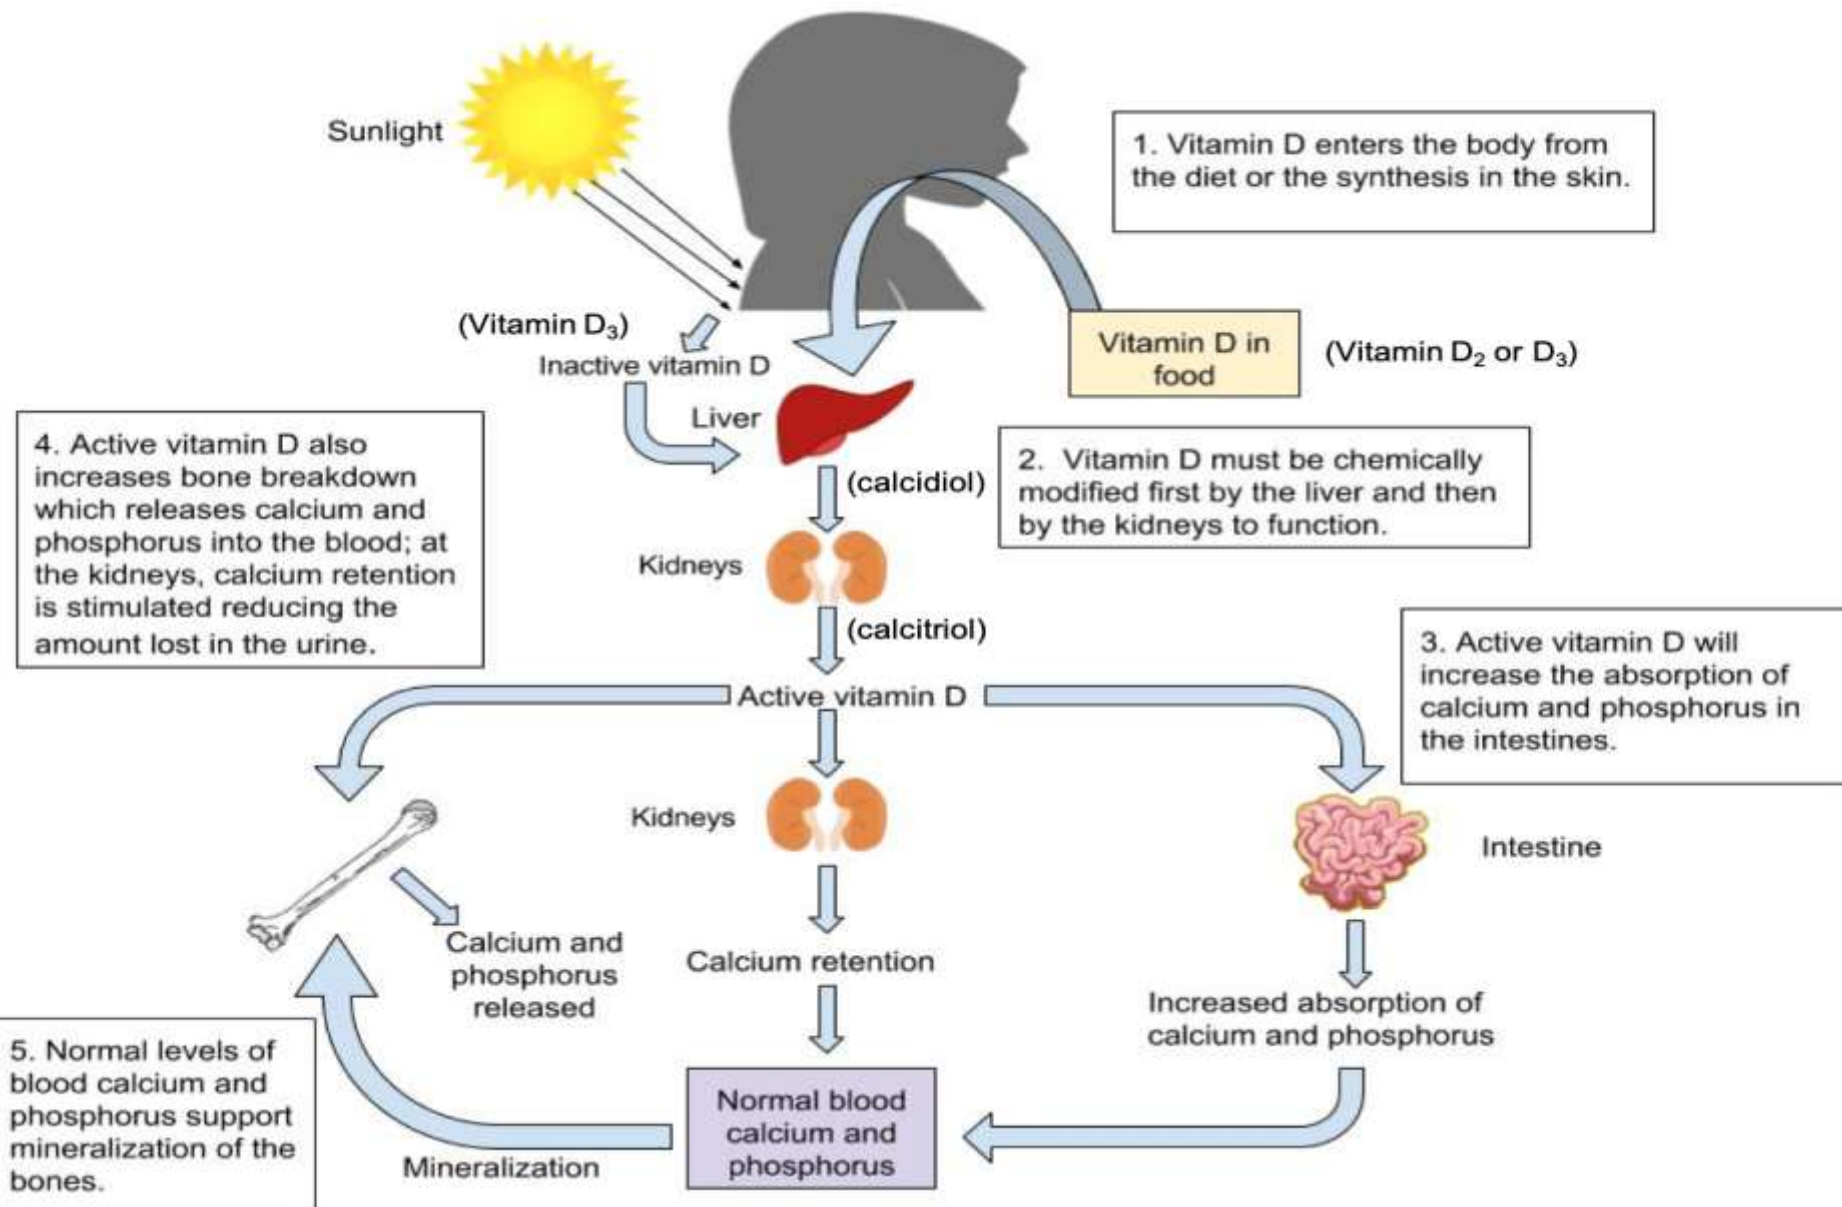 Sunlight
1. Vitamin D enters the body from
the diet or the synthesis in the skin.
(Vitamin D₃)
Inactive vitamin D
Vitamin D in
food
(Vitamin D₂ or D₃)
Liver
4. Active vitamin D also
increases bone breakdown
which releases calcium and
phosphorus into the blood; at
the kidneys, calcium retention
is stimulated reducing the
amount lost in the urine.
(calcidiol)
2. Vitamin D must be chemically
modified first by the liver and then
by the kidneys to function.
Kidneys
(calcitriol)
3. Active vitamin D will
increase the absorption of
calcium and phosphorus in
the intestines.
Active vitamin D
Kidneys
Intestine
Calcium and
phosphorus
released
Calcium retention
Increased absorption of
calcium and phosphorus
5. Normal levels of
blood calcium and
phosphorus support
mineralization of the
bones.
Mineralization
Normal blood
calcium and
phosphorus